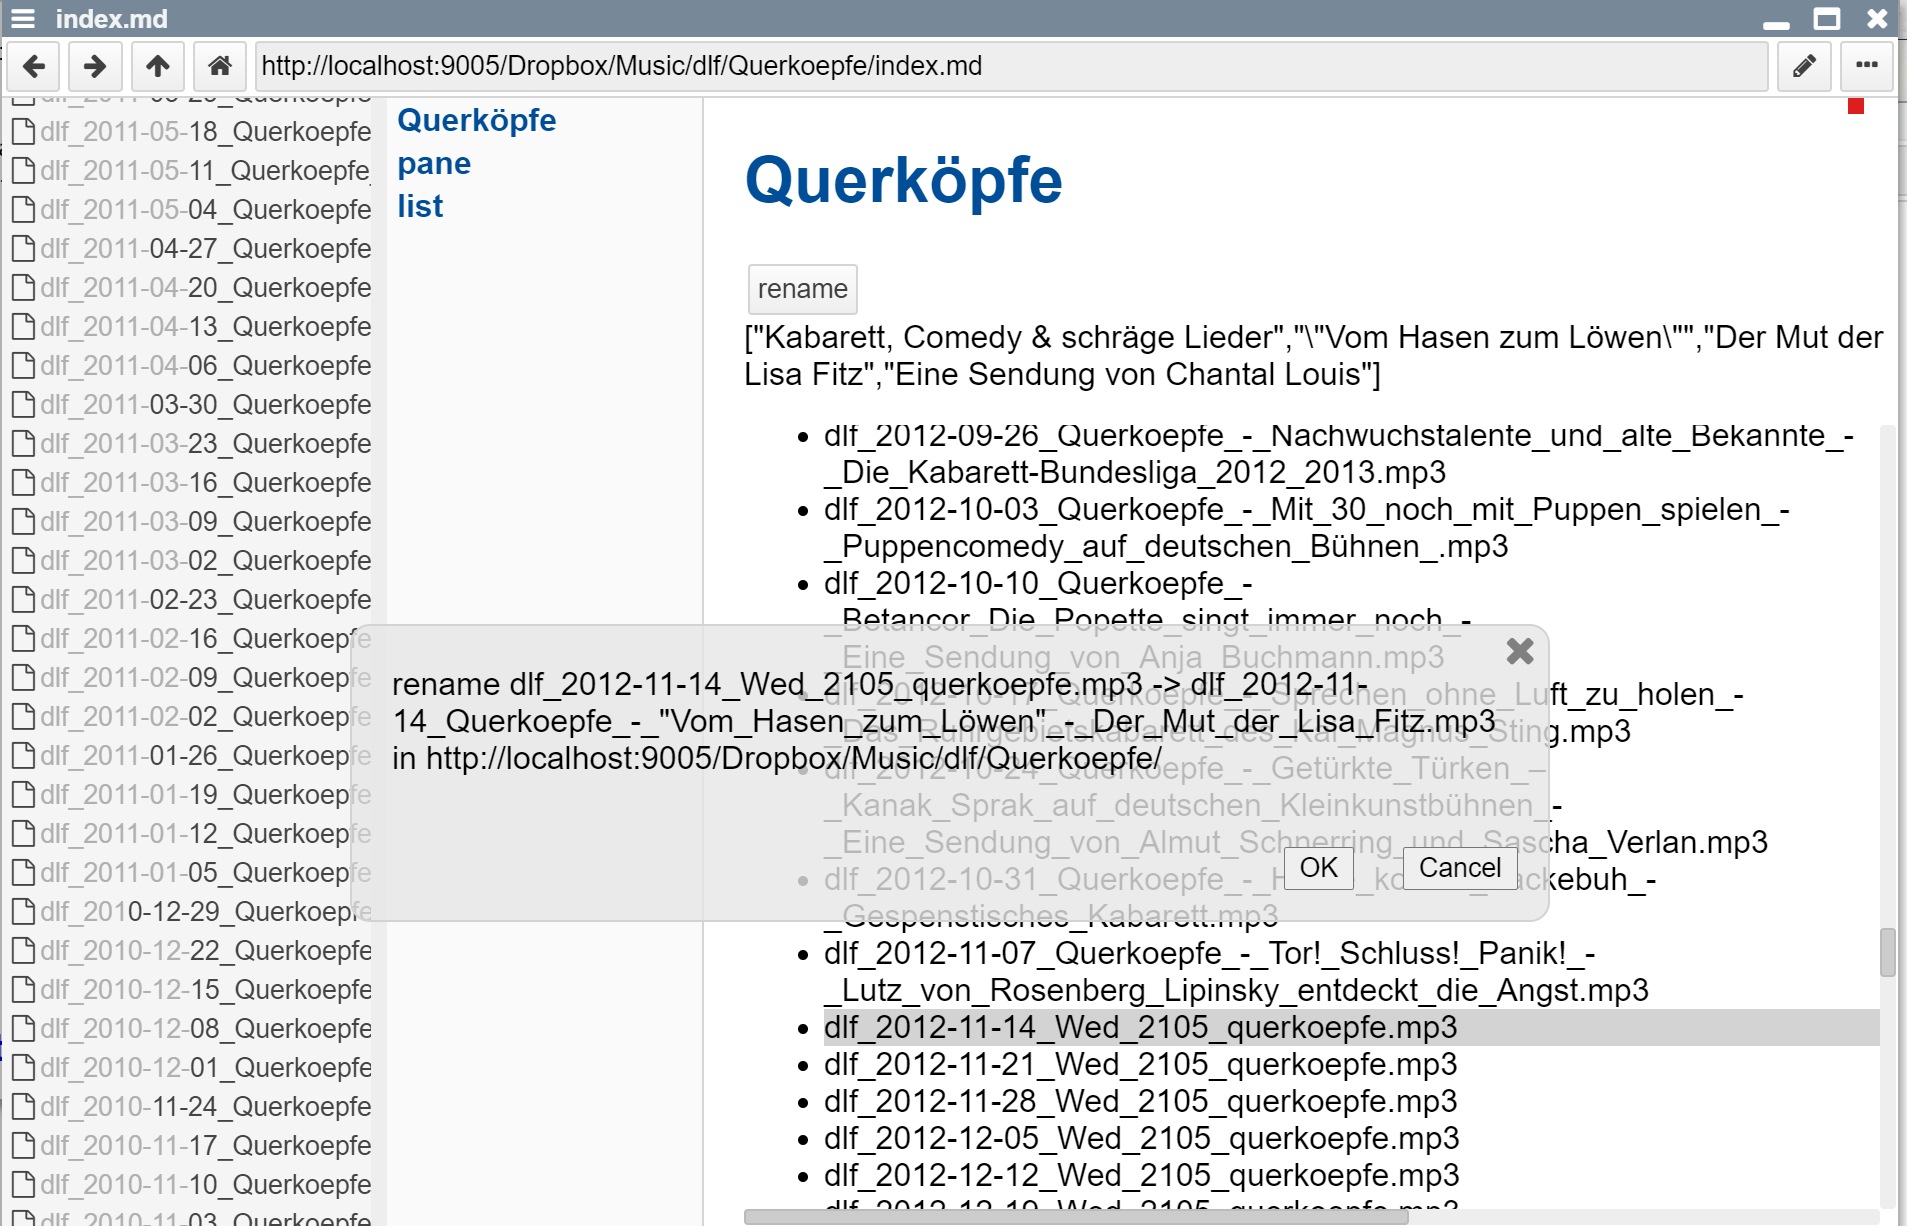 index.md
http://localhost:9005/Dropbox/Music/dlf/Querkoepfe/index.md
dlf_2011-05-18_Querkoepfe
dlf_2011-05-11_Querkoepfe_
dlf_2011-05-04_Querkoepfe
dlf_2011-04-27_Querkoepfe
dlf_2011-04-20_Querkoepfe
dlf_2011-04-13_Querkoepfe
dlf_2011-04-06_Querkoepfe
dlf_2011-03-30_Querkoepfe
dlf_2011-03-23_Querkoepfe
dlf_2011-03-16_Querkoepfe
dlf_2011-03-09_Querkoepfe
dlf_2011-03-02_Querkoepfe
dlf_2011-02-23_Querkoepfe
dlf_2011-02-16_Querkoepfe
dlf_2011-02-09_Querkoepfe
dlf_2011-02-02_Querkoepfe
dlf_2011-01-26_Querkoepfe
dlf_2011-01-19_Querkoepfe
dlf_2011-01-12_Querkoepfe
dlf_2011-01-05_Querkoepfe
dlf_2010-12-29_Querkoepfe
dlf_2010-12-22_Querkoepfe
dlf_2010-12-15_Querkoepfe
dlf_2010-12-08_Querkoepfe
dlf_2010-12-01_Querkoepfe
dlf_2010-11-24_Querkoepfe
dlf_2010-11-17_Querkoepfe
dlf_2010-11-10_Querkoepfe
dlf_2010-11-03_Querkoepfe
Querköpfe
pane
list
Querköpfe
rename
["Kabarett, Comedy & schräge Lieder","\"Vom Hasen zum Löwen\"","Der Mut der
Lisa Fitz","Eine Sendung von Chantal Louis"]
dlf_2012-09-26_Querkoepfe_-_Nachwuchstalente_und_alte_Bekannte_-
_Die_Kabarett-Bundesliga_2012_2013.mp3
dlf_2012-10-03_Querkoepfe_-_Mit_30_noch_mit_Puppen_spielen_-
_Puppencomedy_auf_deutschen_Bühnen_.mp3
dlf_2012-10-10_Querkoepfe_-
_Betancor_Die_Popette_singt_immer_noch_-
_Eine_Sendung_von_Anja_Buchmann.mp3
dlf_2012-10-17_Querkoepfe_-_Sprechen_ohne_Luft_zu_holen_-
_Das_Ruhrgebietskabarett_des_Kai_Magnus_Sting.mp3
dlf_2012-10-24_Querkoepfe_-_Getürkte_Türken_–
_Kanak_Sprak_auf_deutschen_Kleinkunstbühnen_-
_Eine_Sendung_von_Almut_Schnerring_und_Sascha_Verlan.mp3
dlf_2012-10-31_Querkoepfe_-
_Gespenstisches_Kabarett.mp3
dlf_2012-11-07_Querkoepfe_-_Tor!_Schluss!_Panik!_-
_Lutz_von_Rosenberg_Lipinsky_entdeckt_die_Angst.mp3
dlf_2012-11-14_Wed_2105_querkoepfe.mp3
dlf_2012-11-21_Wed_2105_querkoepfe.mp3
dlf_2012-11-28_Wed_2105_querkoepfe.mp3
dlf_2012-12-05_Wed_2105_querkoepfe.mp3
dlf_2012-12-12_Wed_2105_querkoepfe.mp3
dlf_2012-12-19_Wed_2105_querkoepfe.mp3
rename dlf_2012-11-14_Wed_2105_querkoepfe.mp3 -> dlf_2012-11-
14_Querkoepfe_-_"Vom_Hasen_zum_Löwen"_-_Der_Mut_der_Lisa_Fitz.mp3
in http://localhost:9005/Dropbox/Music/dlf/Querkoepfe/
OK
Cancel